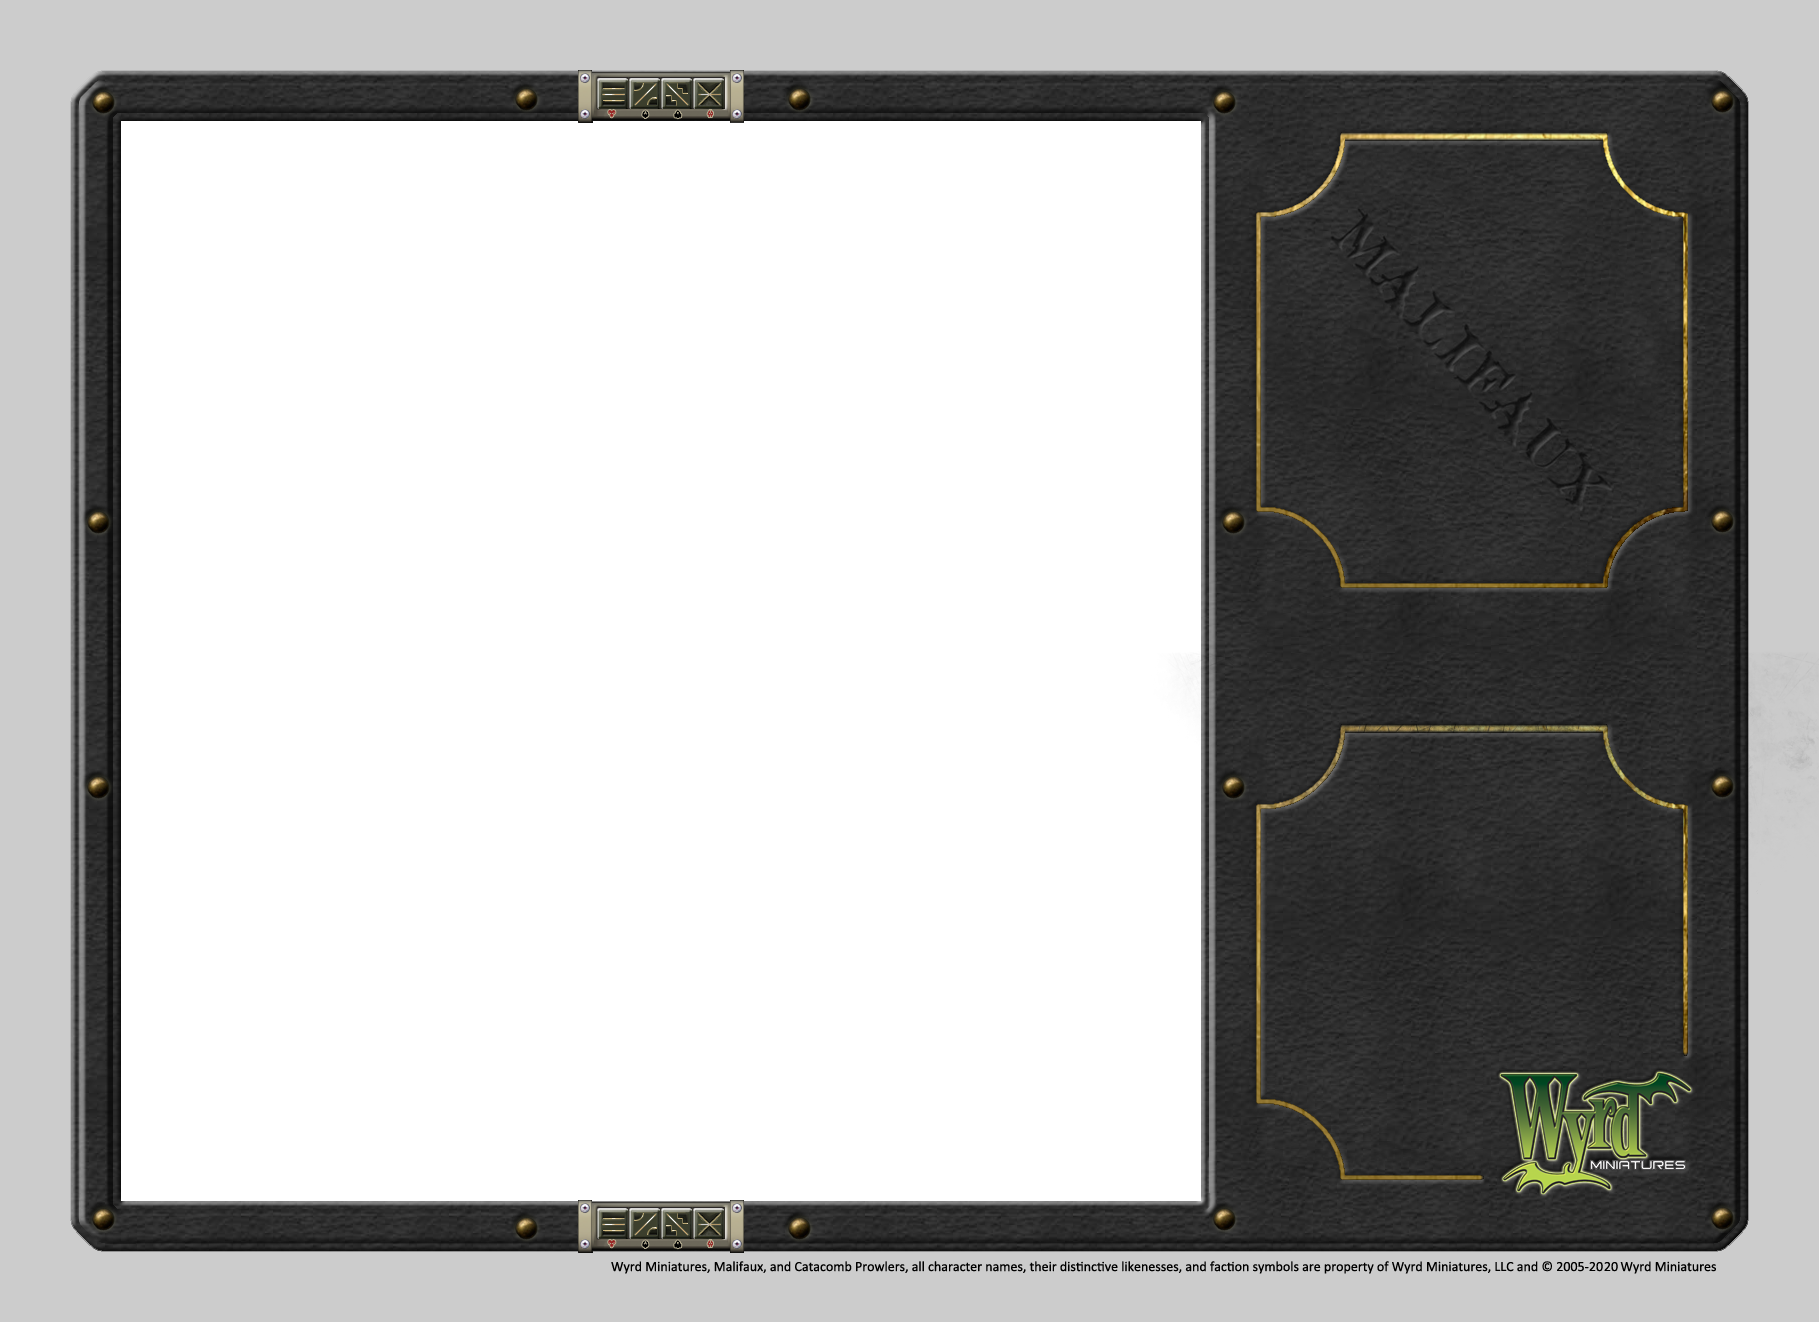 MALIFAUX
Wyrd
MINIATURES
Wyrd Miniatures, Malifaux, and Catacomb Prowlers, all character names, their distinctive likenesses, and faction symbols are property of Wyrd Miniatures, LLC and © 2005-2020 Wyrd Miniatures